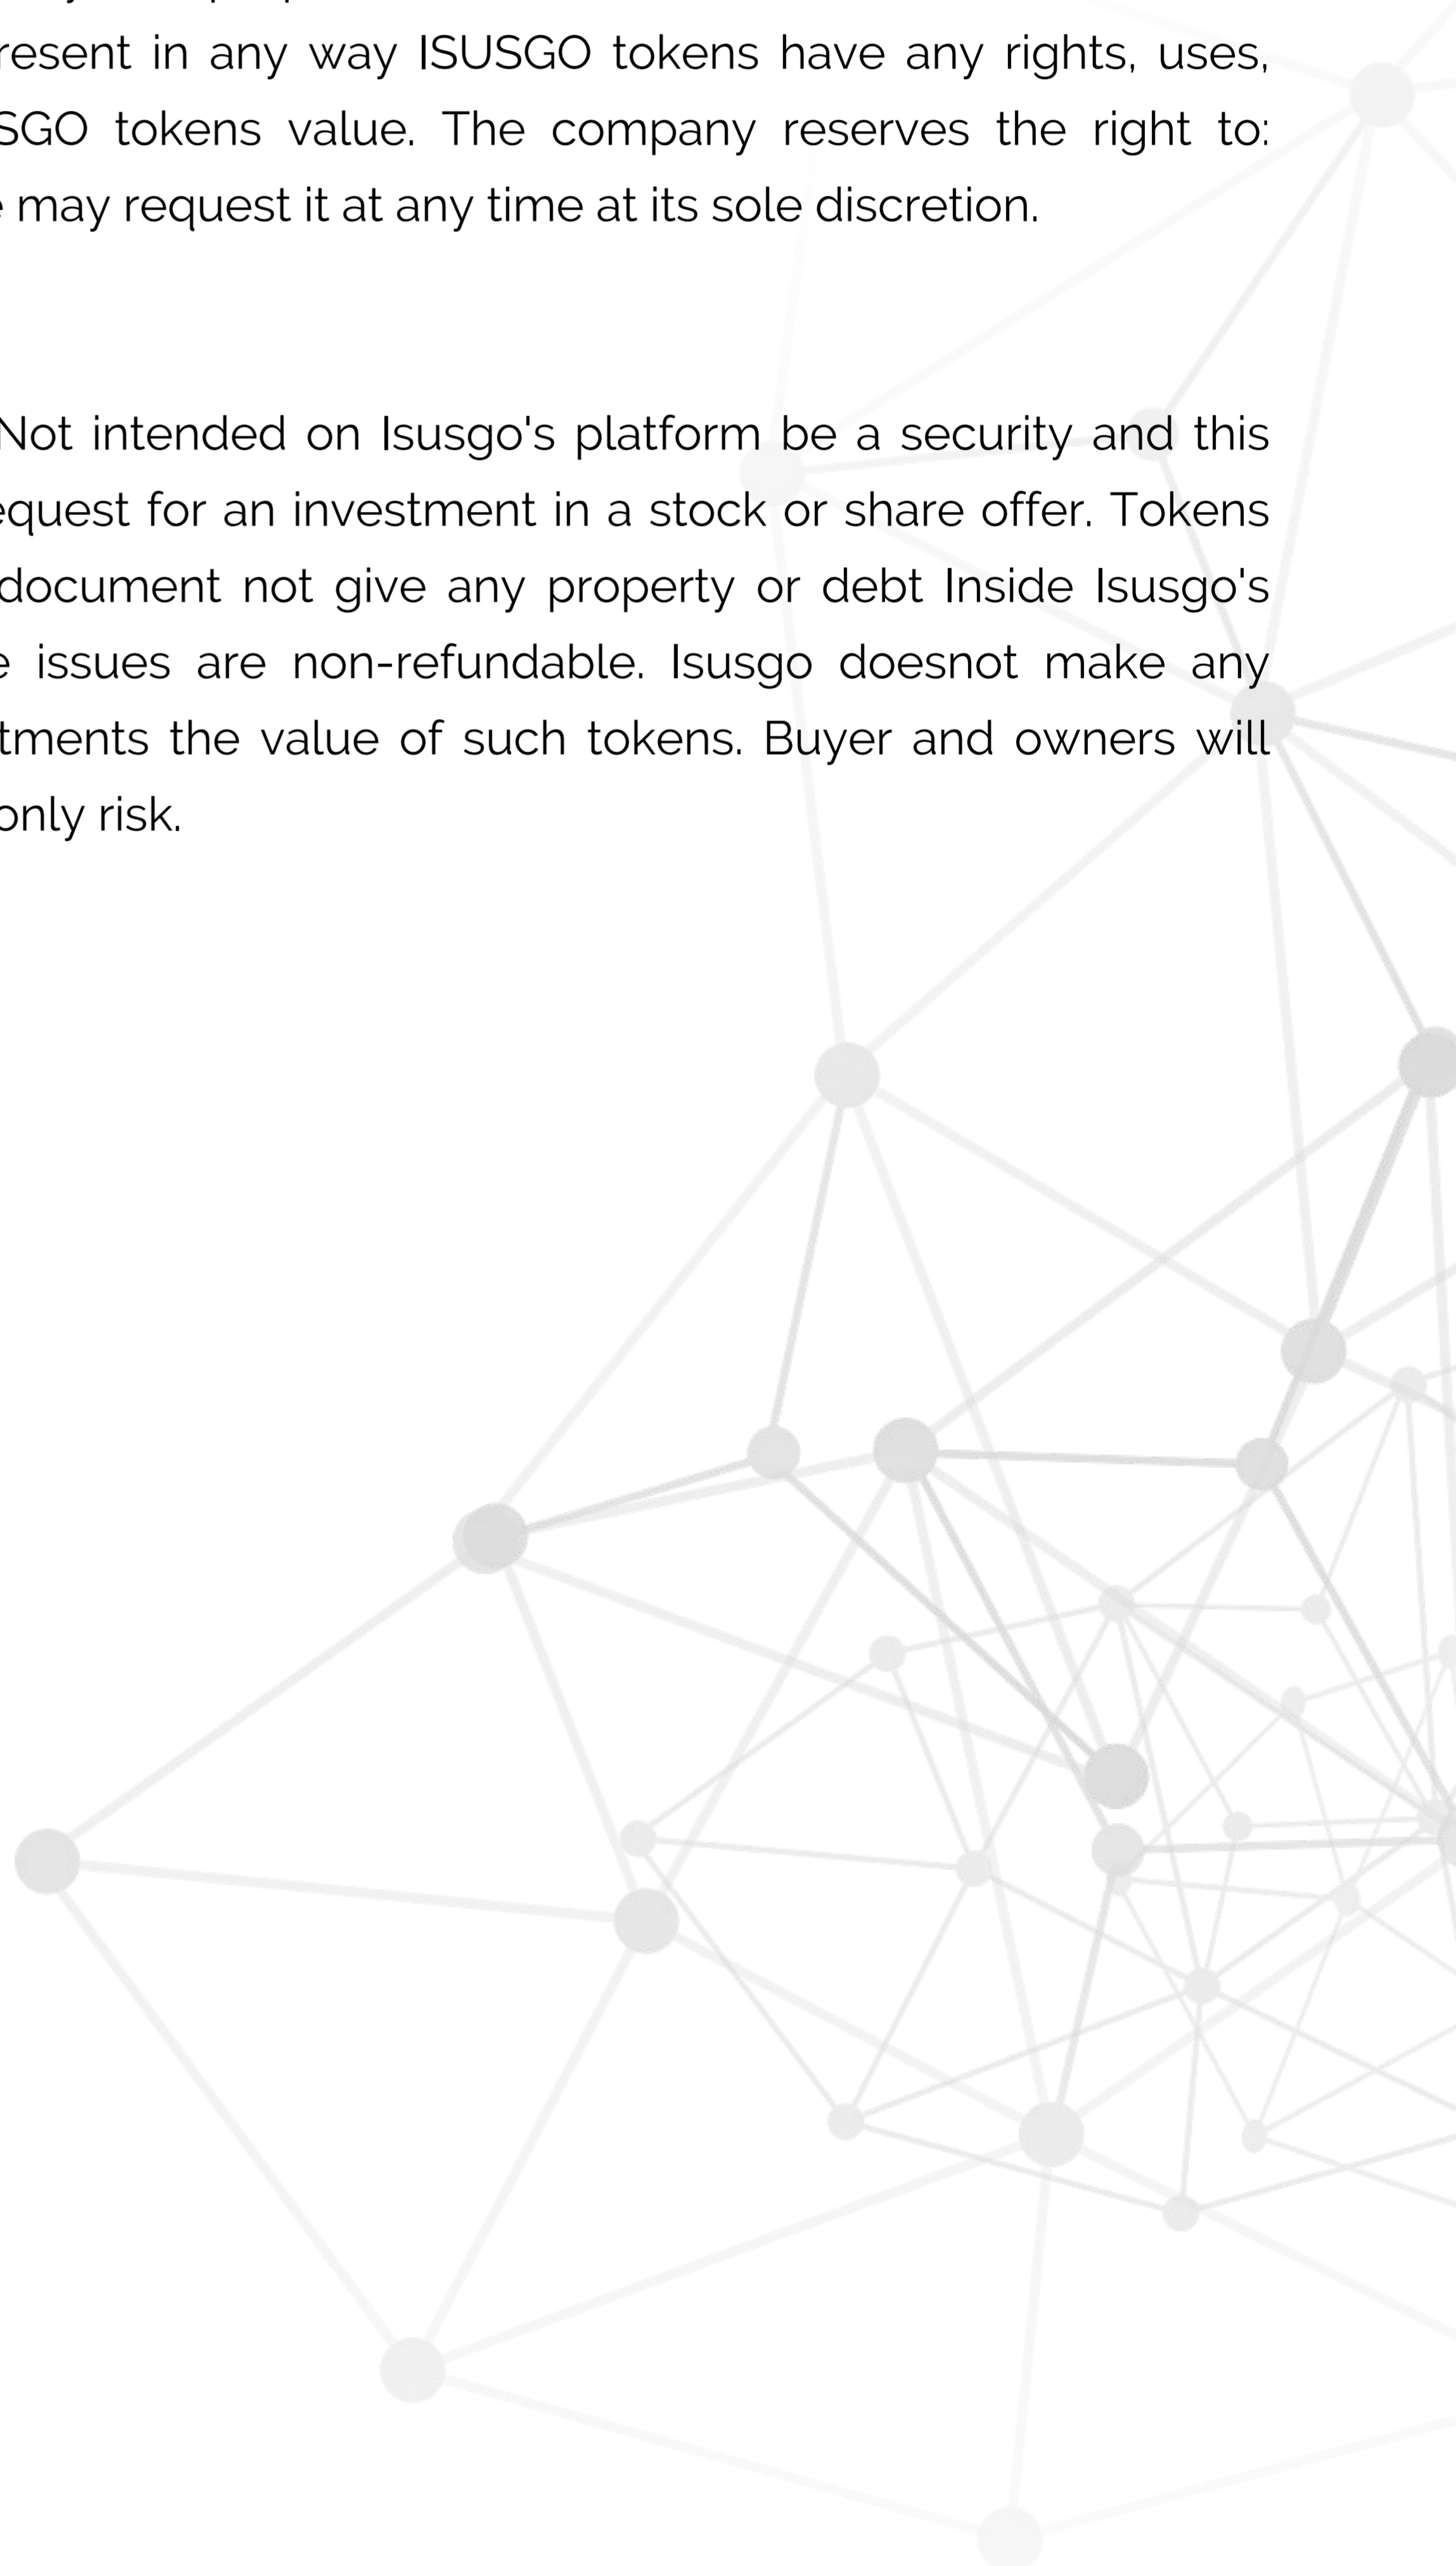 resent in any way ISUSGO tokens have any rights, uses,
SGO tokens value. The company reserves the right to:
may request it at any time at its sole discretion.
Not intended on Isusgo's platform be a security and this
equest for an investment in a stock or share offer. Tokens
document not give any property or debt Inside Isusgo's
e issues are non-refundable. Isusgo doesnot make any
tments the value of such tokens. Buyer and owners will
only risk.